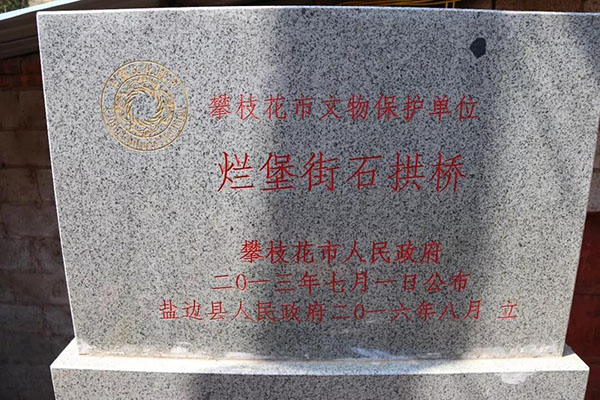 攀枝花市文物保护单位
烂堡街石拱桥
攀枝花市人民政府
二0一三年七月一日公布
盐边县人民政府二0一六年八月 立